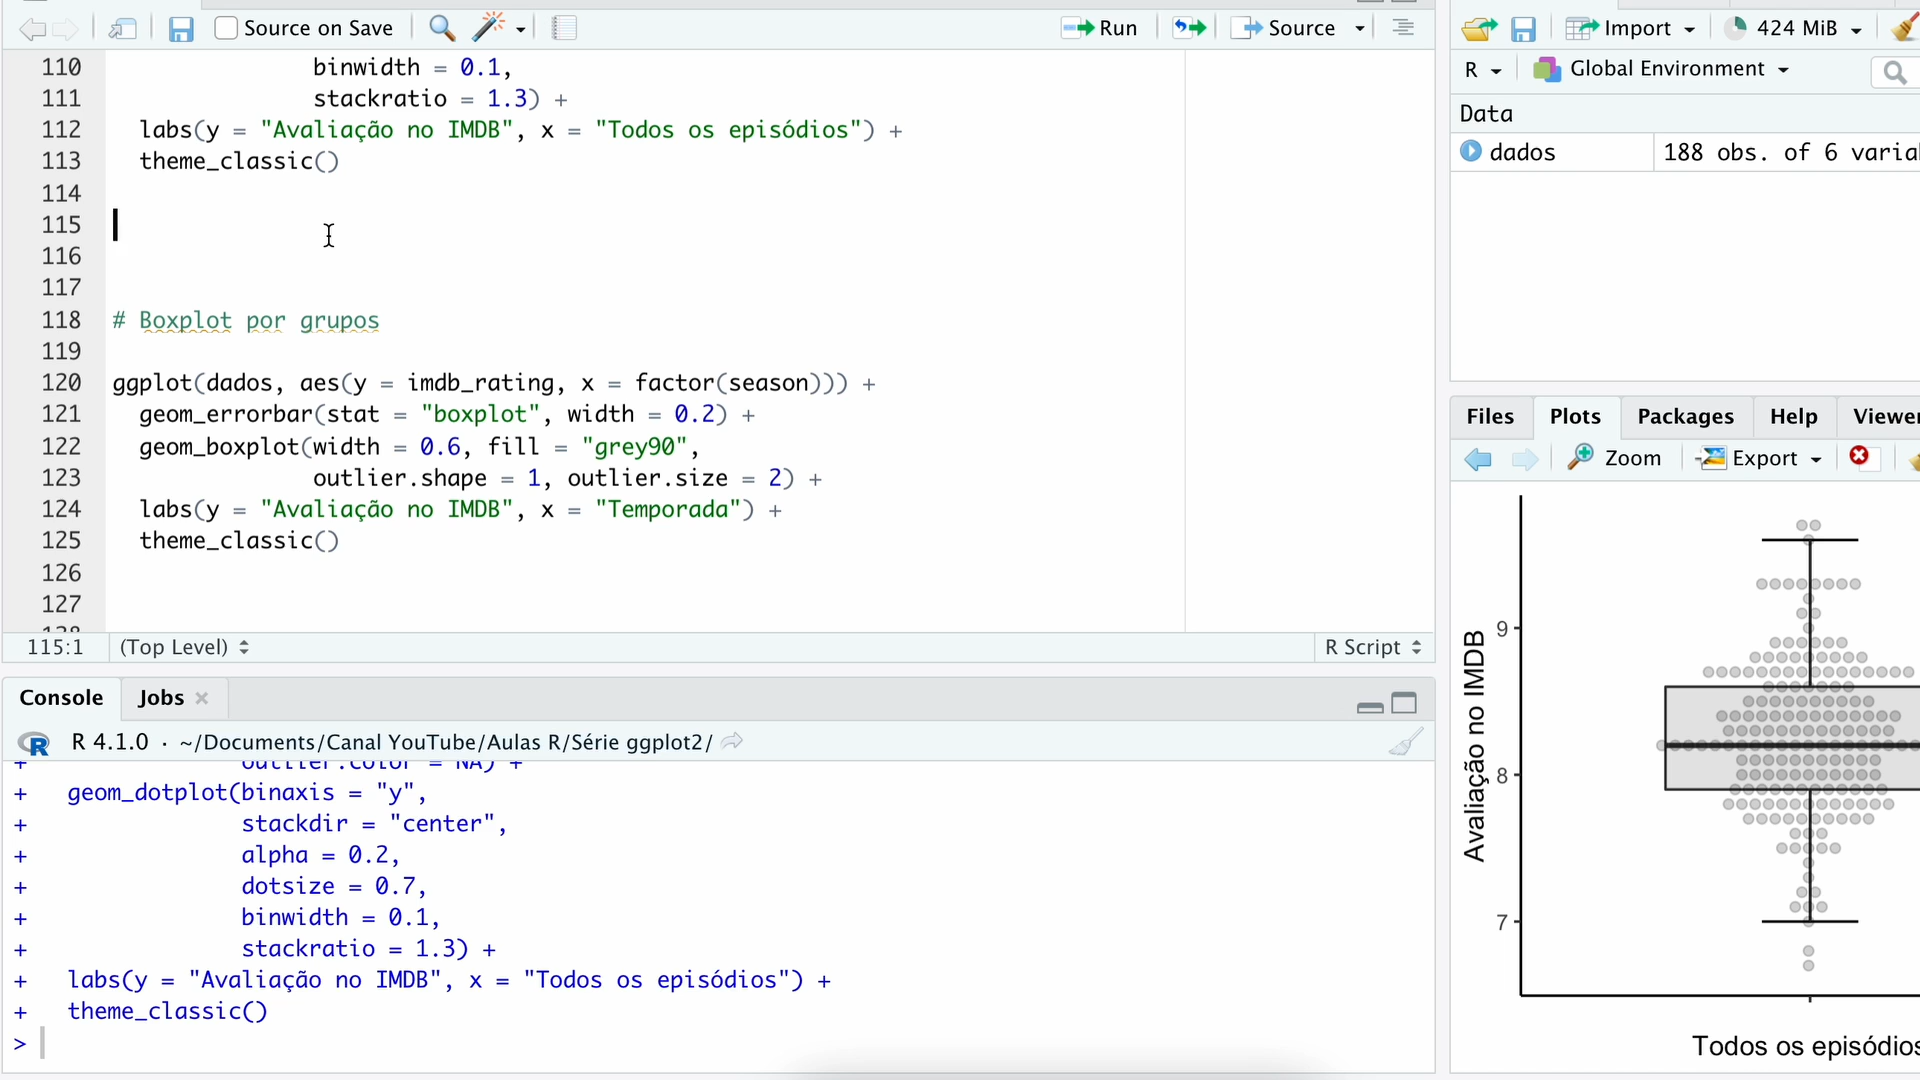 Source on Save
Run
Source
110 binwidth = 0.1,
111 stackratio = 1.3) +
112 labs(y = "Avaliação no IMDB", x = "Todos os episódios") +
113 theme_classic()
114
115
116
117
118 # Boxplot por grupos
119
120 ggplot(dados, aes(y = imdb_rating, x = factor(season))) +
121 geom_errorbar(stat = "boxplot", width = 0.2) +
122 geom_boxplot(width = 0.6, fill = "grey90",
123 outlier.shape = 1, outlier.size = 2) +
124 labs(y = "Avaliação no IMDB", x = "Temporada") +
125 theme_classic()
126
127
115:1 (Top Level) R Script
Console Jobs
R 4.1.0 · ~/Documents/Canal YouTube/Aulas R/Série ggplot2/
+ outlier.color = NA) +
+ geom_dotplot(binaxis = "y",
+ stackdir = "center",
+ alpha = 0.2,
+ dotsize = 0.7,
+ binwidth = 0.1,
+ stackratio = 1.3) +
+ labs(y = "Avaliação no IMDB", x = "Todos os episódios") +
+ theme_classic()
>
Import 424 MiB
R Global Environment
Data
dados 188 obs. of 6 varia
Files Plots Packages Help Viewer
Zoom Export
Avaliação no IMDB
9
8
7
Todos os episódios